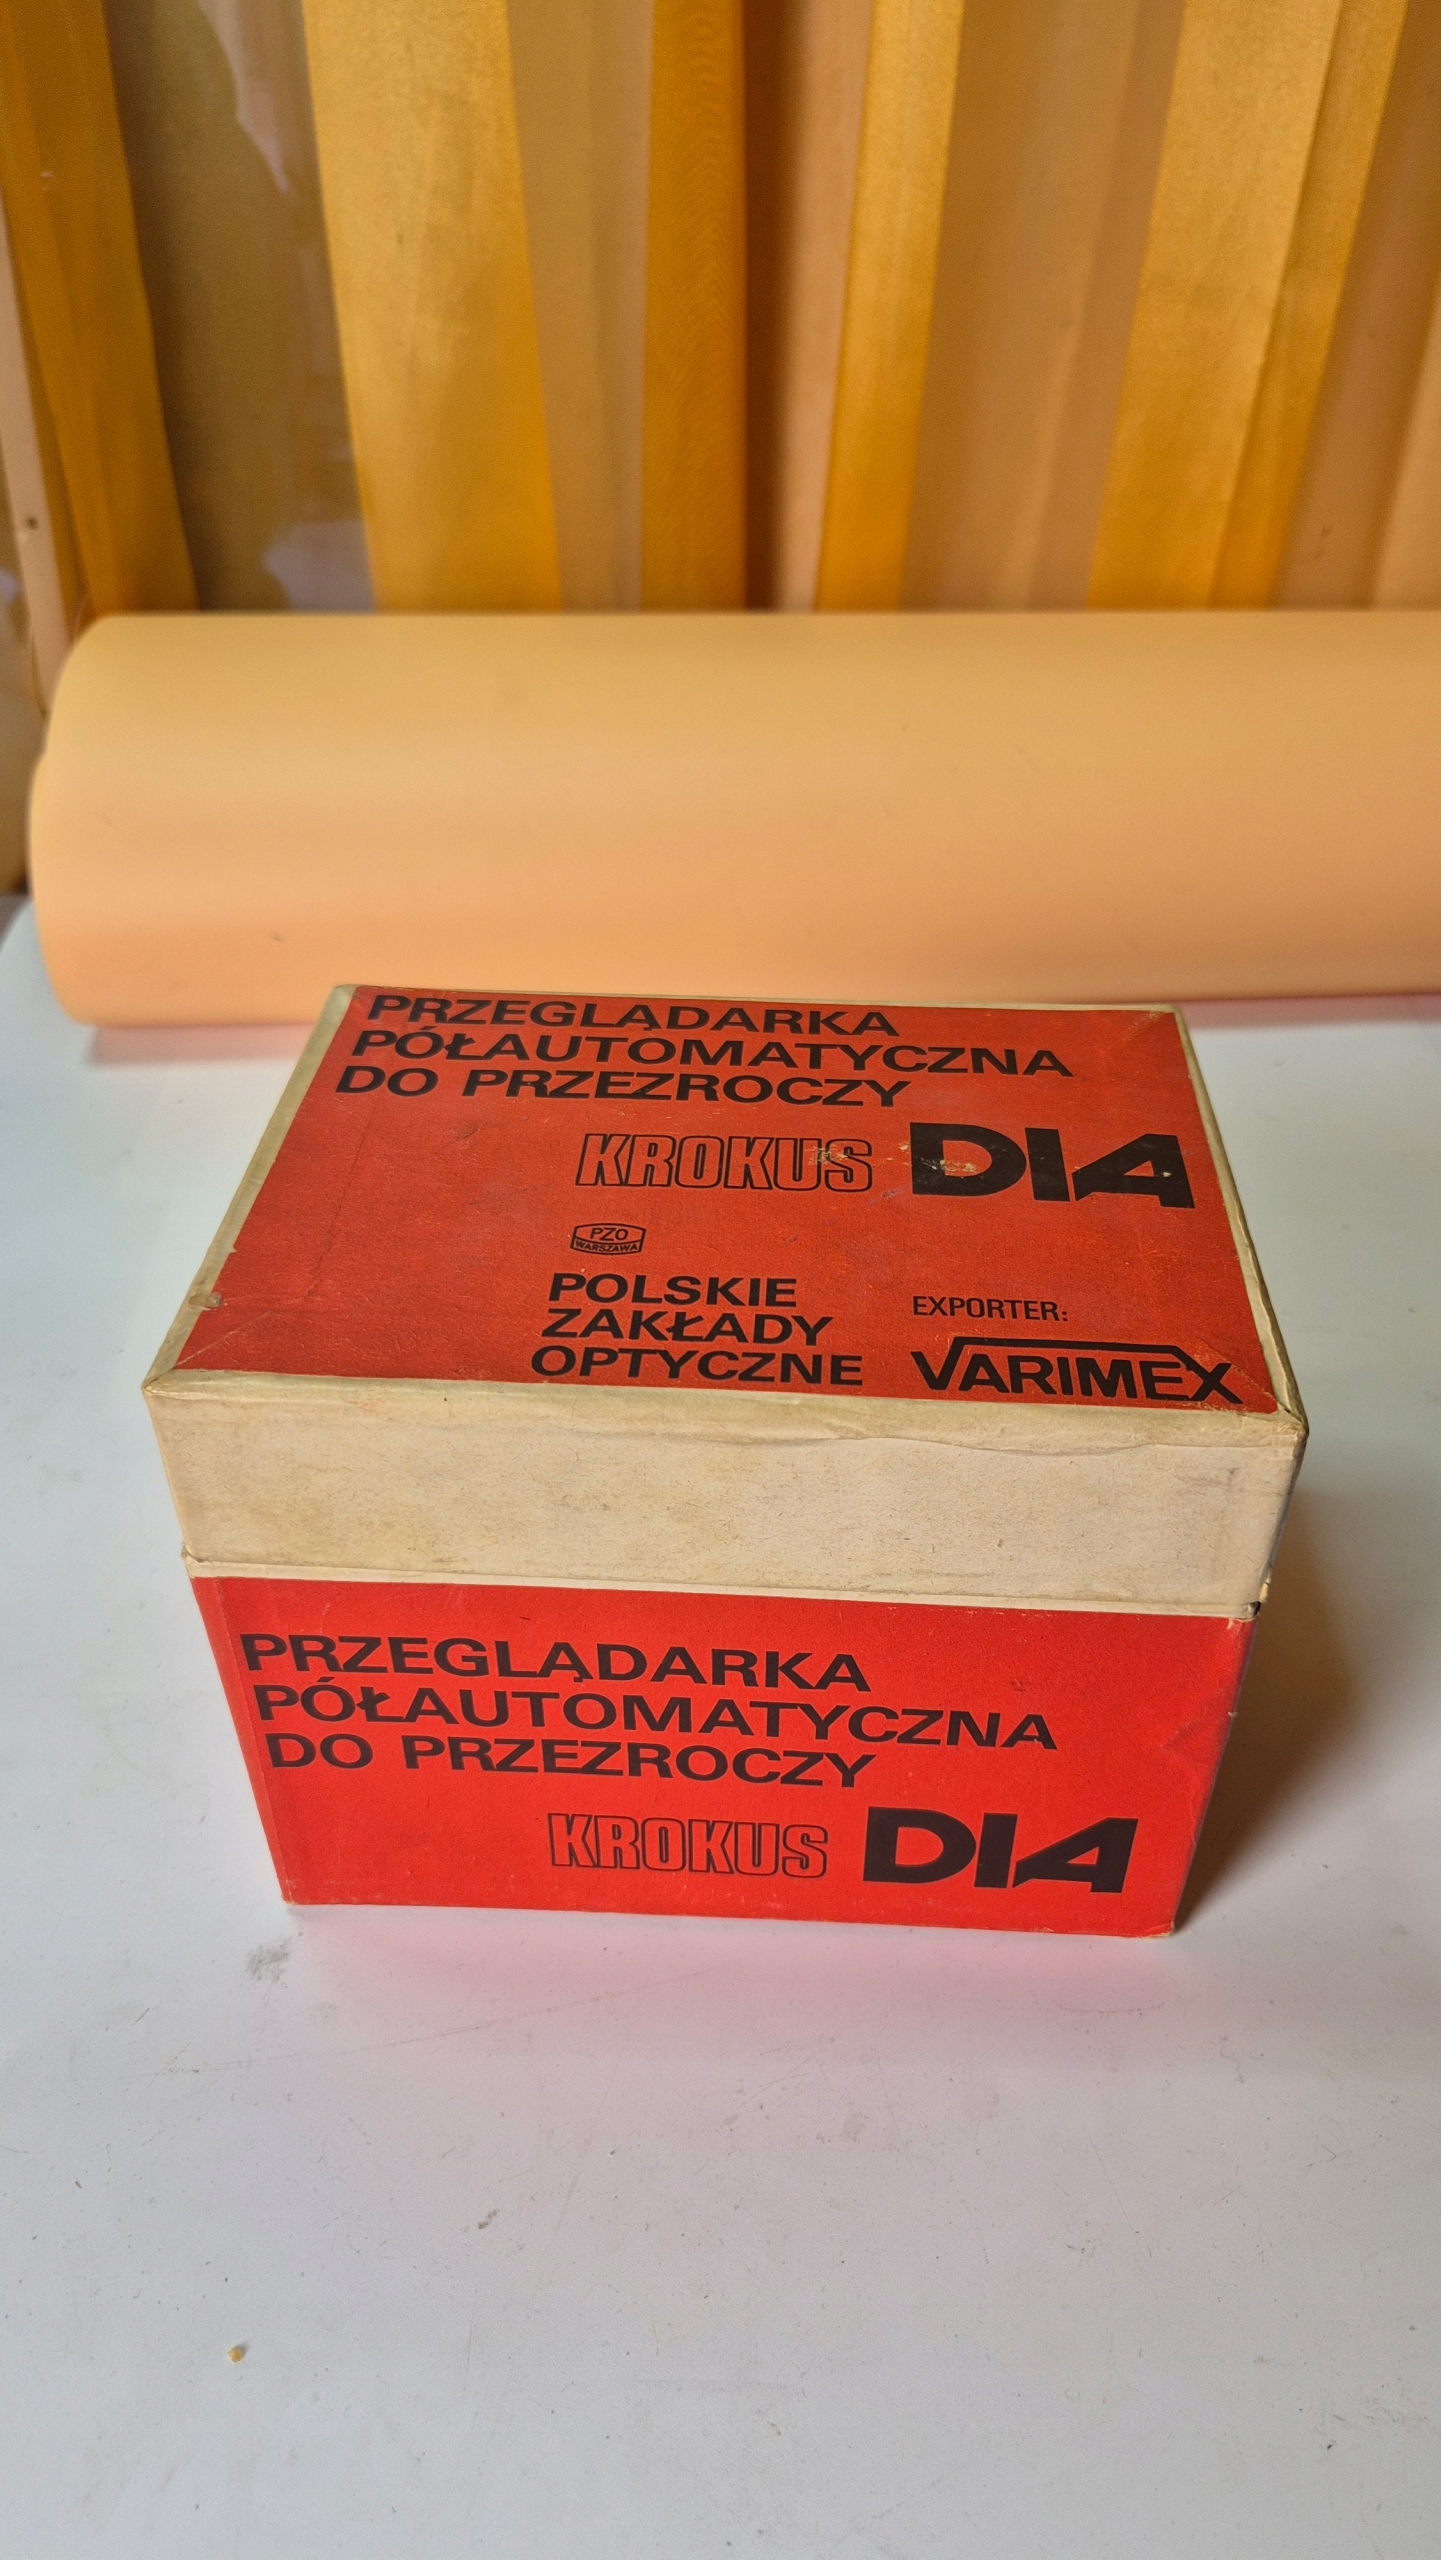 PRZEGLĄDARKA
PÓŁAUTOMATYCZNA
DO PRZEZROCZY
KROKUS DIA
PZO
WARSZAWA
POLSKIE
ZAKŁADY
OPTYCZNE
EXPORTER:
VARIMEX
PRZEGLĄDARKA
PÓŁAUTOMATYCZNA
DO PRZEZROCZY
KROKUS DIA